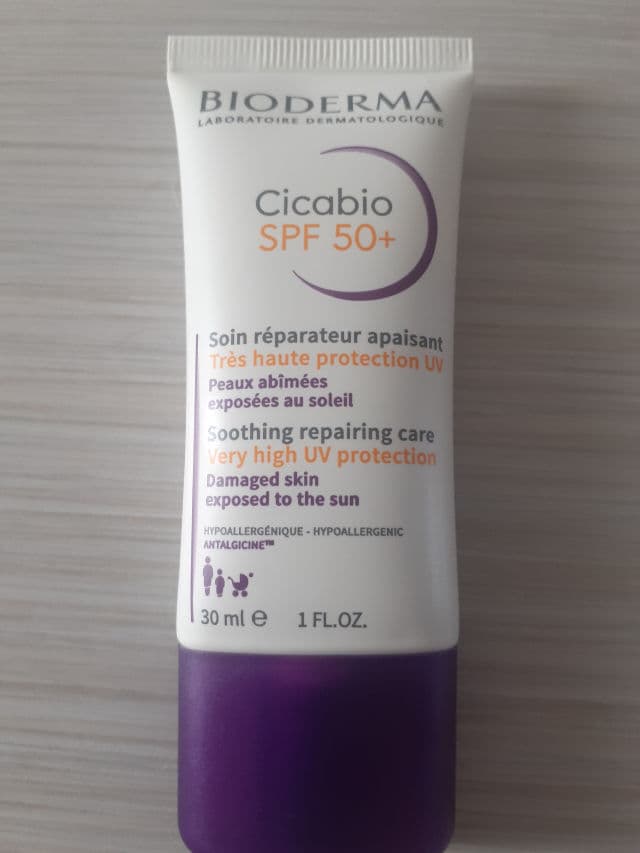 BIODERMA
LABORATOIRE DERMATOLOGIQUE
Cicabio
SPF 50+
Soin réparateur apaisant
Très haute protection UV
Peaux abîmées
exposées au soleil
Soothing repairing care
Very high UV protection
Damaged skin
exposed to the sun
HYPOALLERGÉNIQUE - HYPOALLERGENIC
ANTALGICINE™
30 ml ℮ 1 FL.OZ.